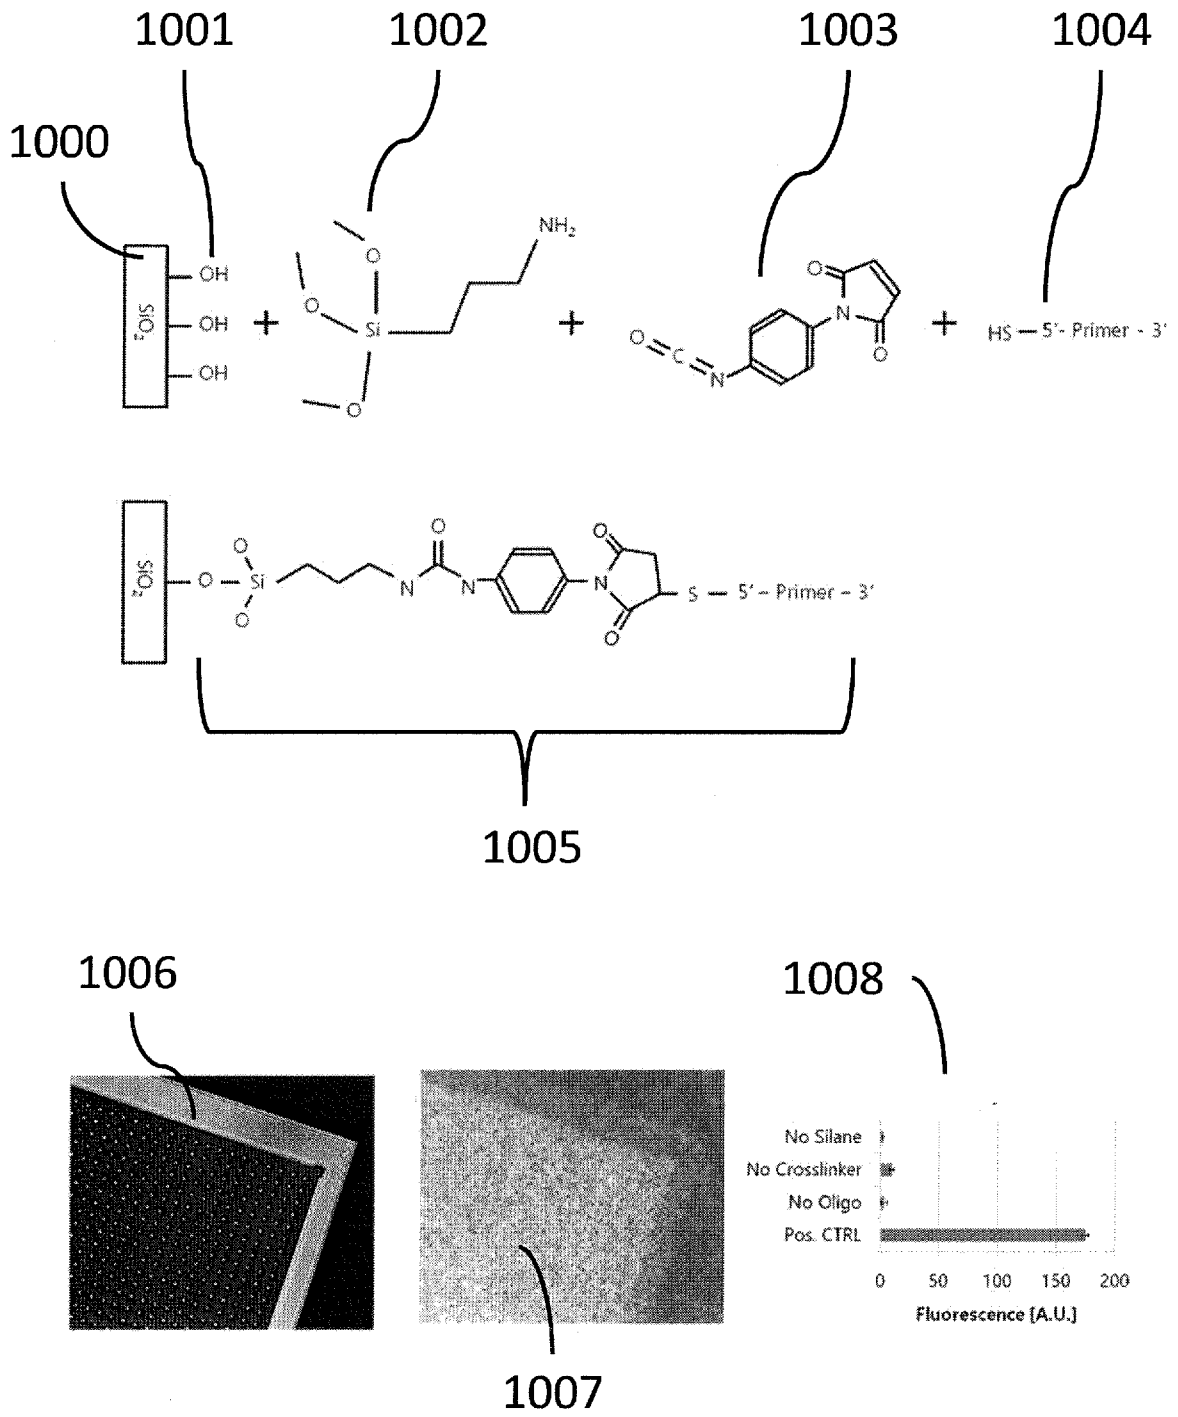 1001 1002 1003 1004
1000
NH2
OH
O
O
SiO2
OH
+
Si
+
O
C
N
N
O
O
+
HS – 5'- Primer - 3'
OH
O
O
O
SiO2
O
Si
O
N
N
N
O
O
S – 5' – Primer – 3'
1005
1006
1008
No Silane
No Crosslinker
No Oligo
Pos. CTRL
0 50 100 150 200
Fluorescence [A.U.]
1007